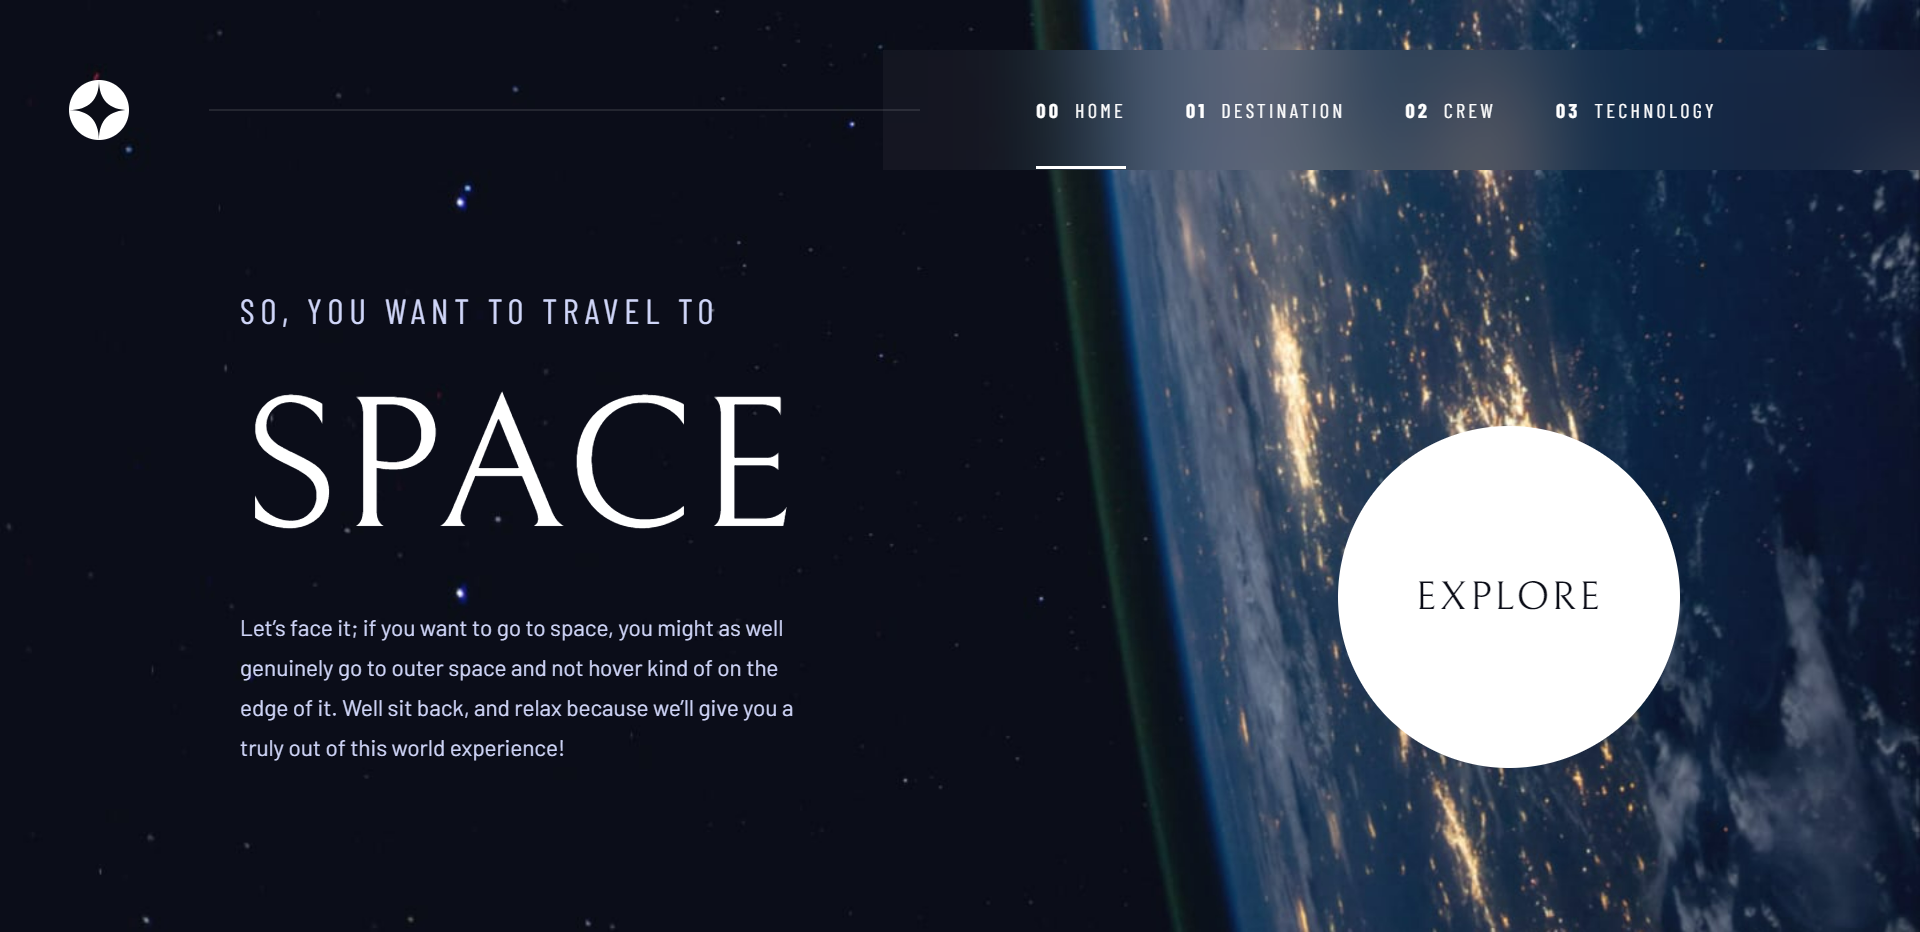 00 HOME 01 DESTINATION 02 CREW 03 TECHNOLOGY
SO, YOU WANT TO TRAVEL TO
SPACE
Let’s face it; if you want to go to space, you might as well
genuinely go to outer space and not hover kind of on the
edge of it. Well sit back, and relax because we’ll give you a
truly out of this world experience!
EXPLORE